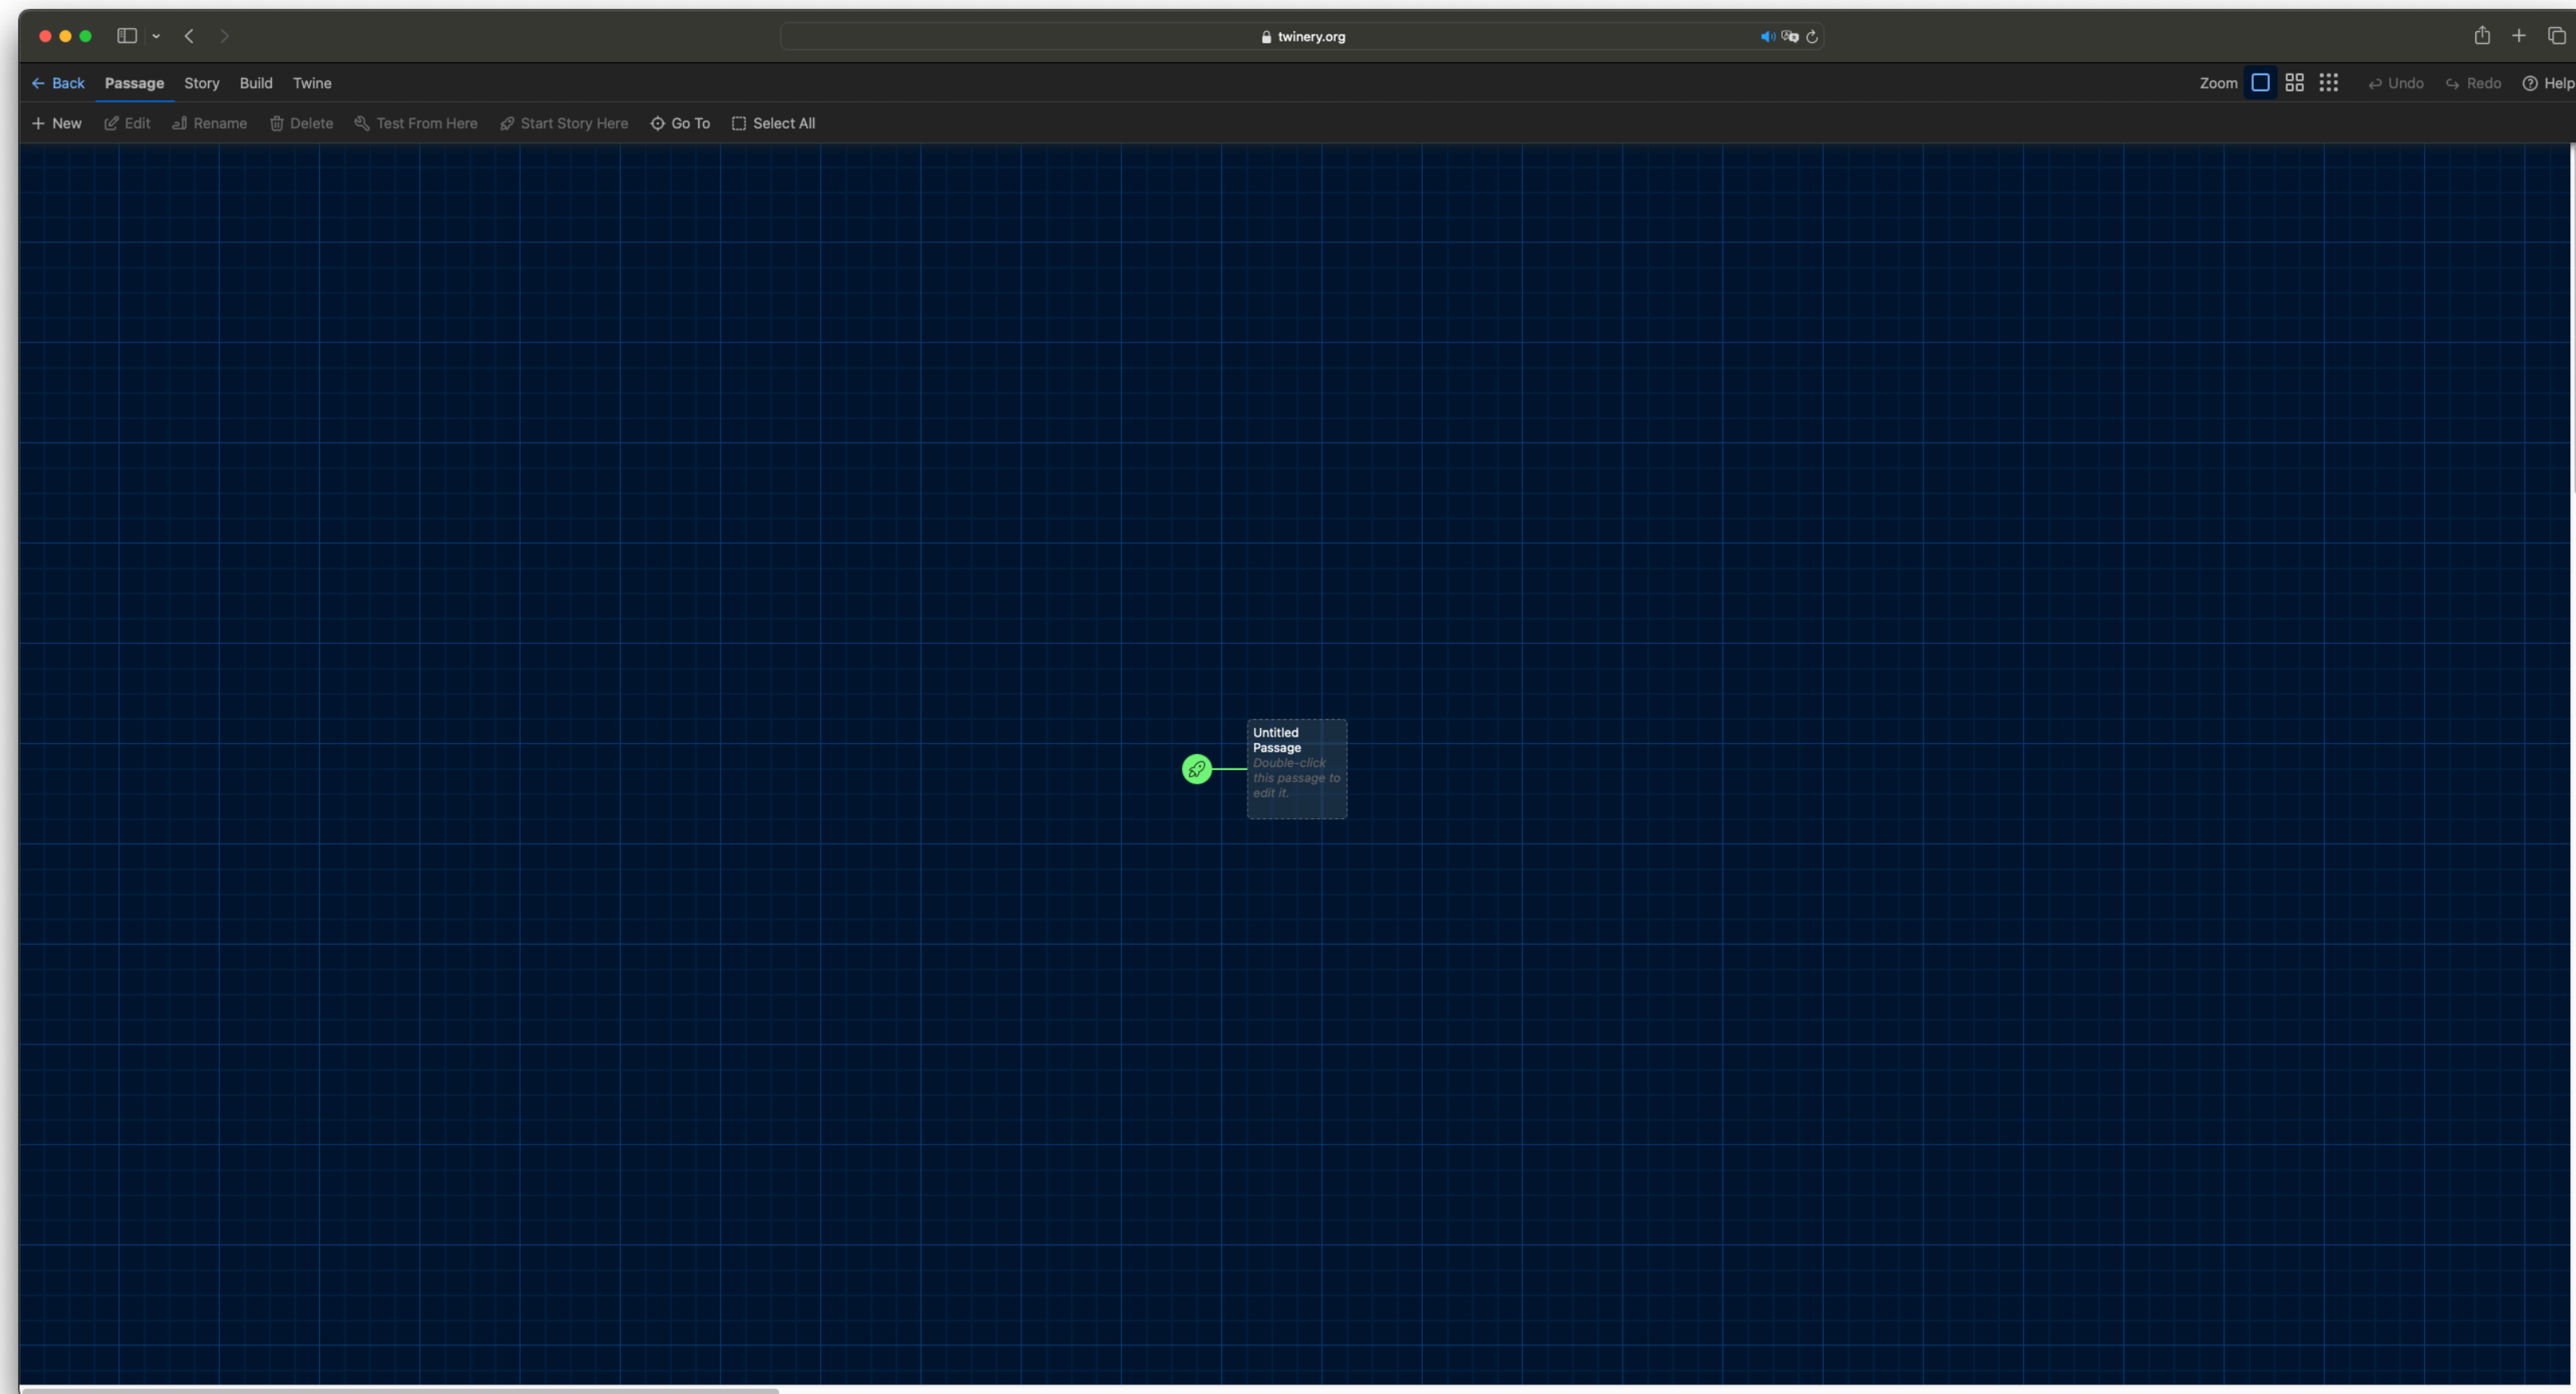 twinery.org
Back Passage Story Build Twine Zoom Undo Redo Help
New Edit Rename Delete Test From Here Start Story Here Go To Select All
Untitled
Passage
Double-click
this passage to
edit it.